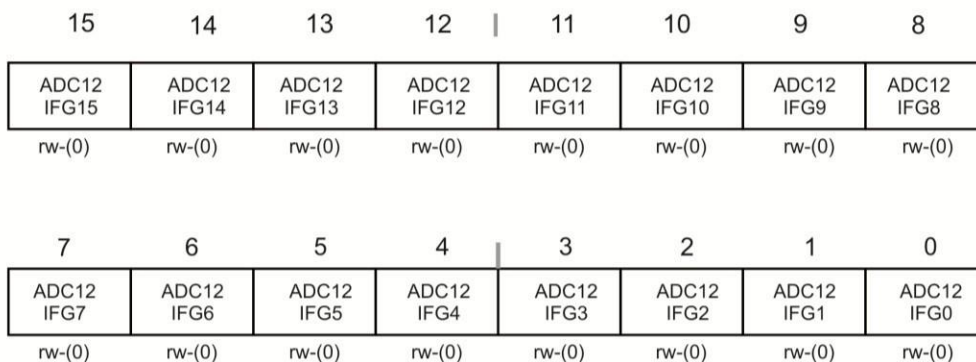 15 14 13 12 11 10 9 8
ADC12 ADC12 ADC12 ADC12 ADC12 ADC12 ADC12 ADC12
IFG15 IFG14 IFG13 IFG12 IFG11 IFG10 IFG9 IFG8
rw-(0) rw-(0) rw-(0) rw-(0) rw-(0) rw-(0) rw-(0) rw-(0)
7 6 5 4 3 2 1 0
ADC12 ADC12 ADC12 ADC12 ADC12 ADC12 ADC12 ADC12
IFG7 IFG6 IFG5 IFG4 IFG3 IFG2 IFG1 IFG0
rw-(0) rw-(0) rw-(0) rw-(0) rw-(0) rw-(0) rw-(0) rw-(0)